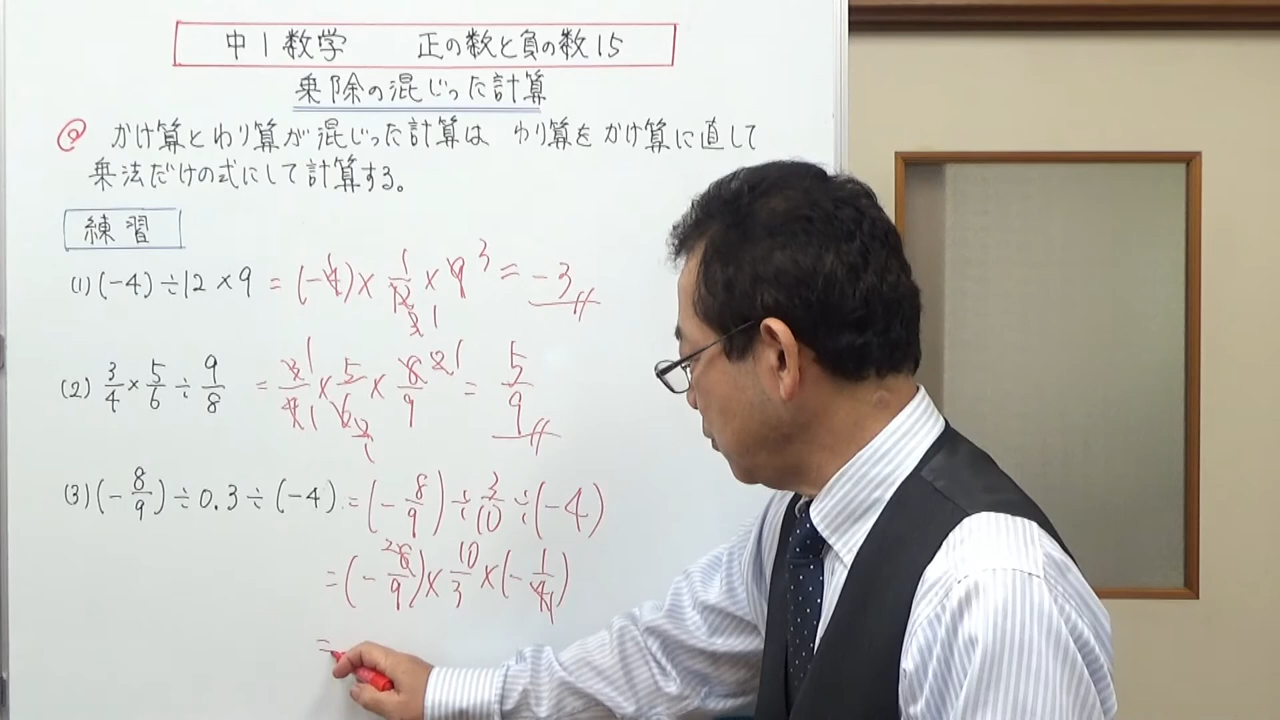 中1数学 正の数と負の数15
乗除の混じった計算
◎ かけ算とわり算が混じった計算は わり算をかけ算に直して
乗法だけの式にして計算する。
練習
(1) (-4)÷12×9 = (-4)× 1/12 × 9 3 = -3
3 1
(2) 3/4 × 5/6 ÷ 9/8 = 3/4 × 5/6 × 8/9 = 5/9
(3) (- 8/9)÷0.3÷(-4) = (- 8/9)÷ 3/10 ÷(-4)
= (- 8/9)× 10/3 ×(- 1/4)
=